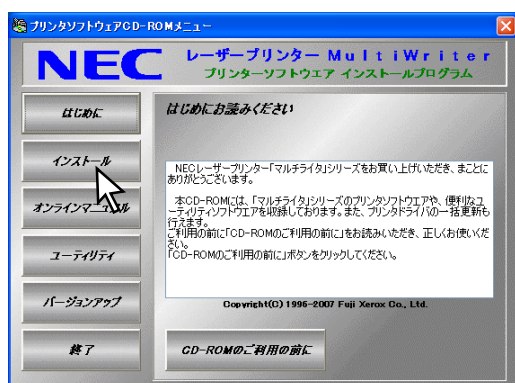 プリンタソフトウェアCD-ROMメニュー
NEC
レーザープリンター MultiWriter
プリンターソフトウエア インストールプログラム
はじめに
インストール
オンラインマニュアル
ユーティリティ
バージョンアップ
終了
はじめにお読みください
NECレーザープリンター「マルチライタ」シリーズをお買い上げいただき、まことに
ありがとうございます。
本CD-ROMには、「マルチライタ」シリーズのプリンタソフトウエアや、便利なユ
ーティリティソフトウエアを収録しております。また、プリンタドライバの一括更新も
行えます。
ご利用の前に「CD-ROMのご利用の前に」をお読みいただき、正しくお使いくだ
さい。
「CD-ROMのご利用の前に」ボタンをクリックしてください。
Copyright(C) 1996-2007 Fuji Xerox Co., Ltd.
CD-ROMのご利用の前に